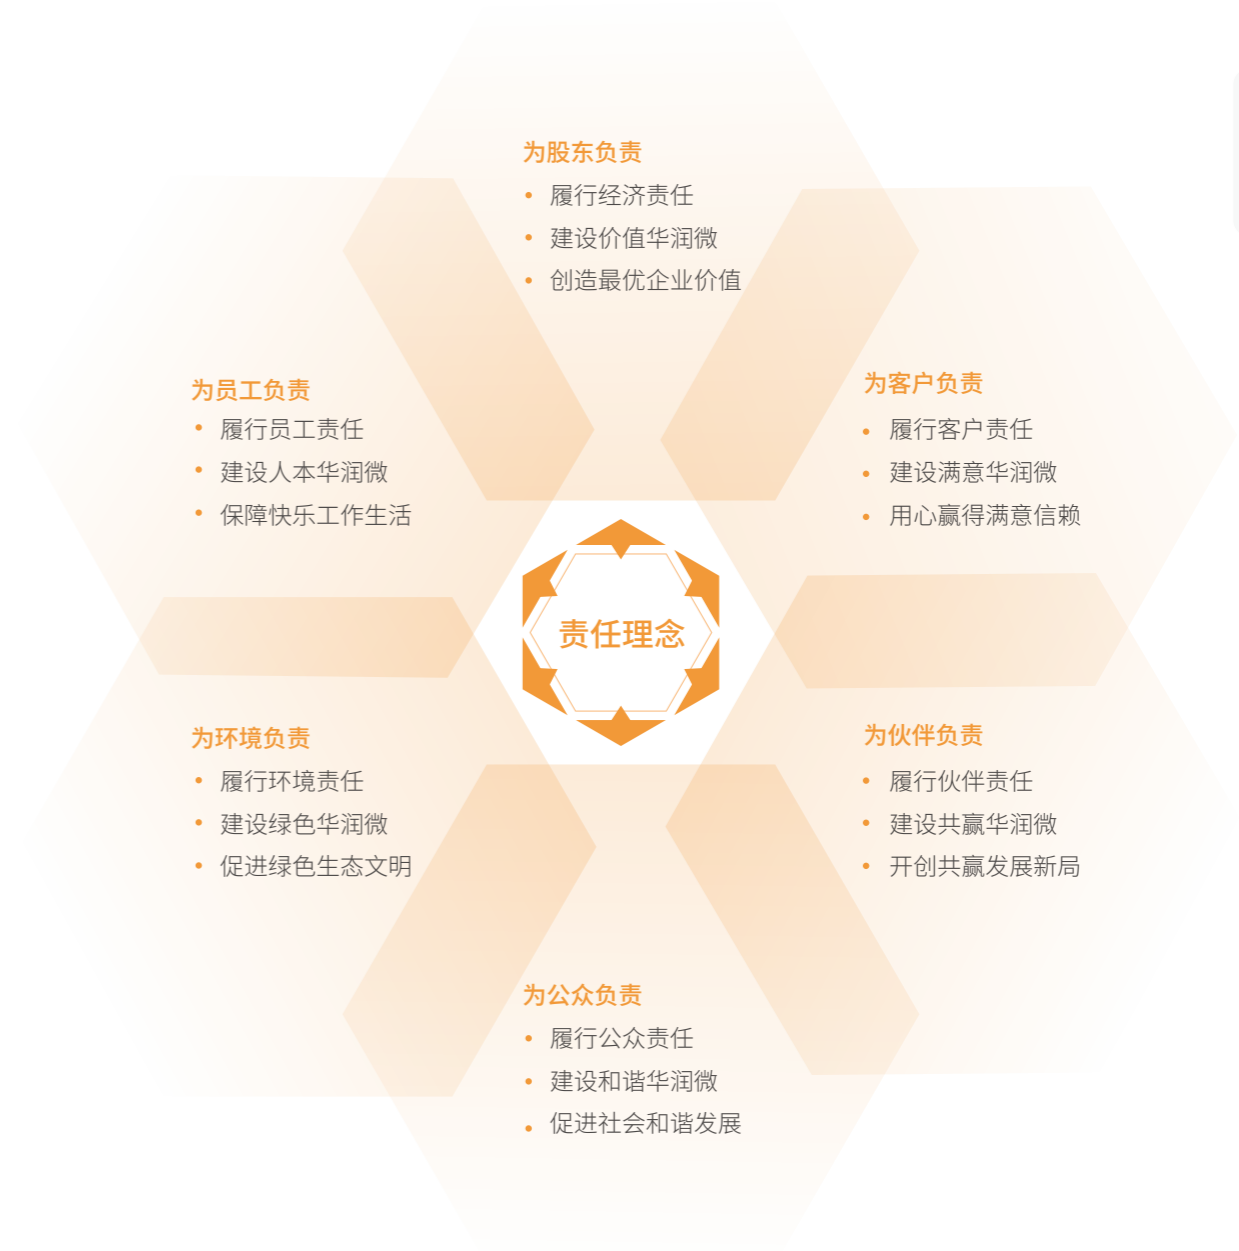 为股东负责
履行经济责任
建设价值华润微
创造最优企业价值
为员工负责
履行员工责任
建设人本华润微
保障快乐工作生活
为客户负责
履行客户责任
建设满意华润微
用心赢得满意信赖
责任理念
为环境负责
履行环境责任
建设绿色华润微
促进绿色生态文明
为伙伴负责
履行伙伴责任
建设共赢华润微
开创共赢发展新局
为公众负责
履行公众责任
建设和谐华润微
促进社会和谐发展